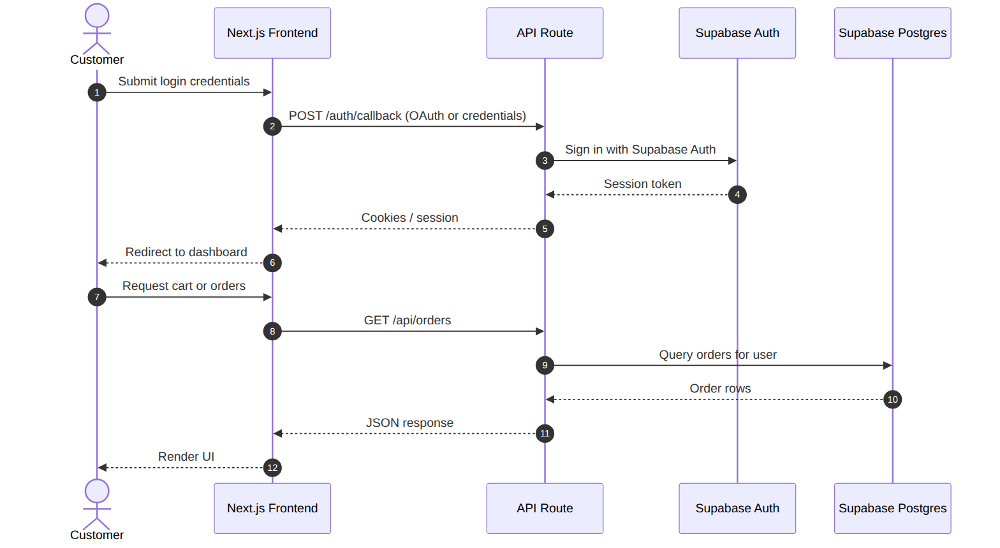 Customer
Next.js Frontend
API Route
Supabase Auth
Supabase Postgres
Submit login credentials
1
POST /auth/callback (OAuth or credentials)
2
Sign in with Supabase Auth
3
Session token
4
Cookies / session
5
Redirect to dashboard
6
Request cart or orders
7
GET /api/orders
8
Query orders for user
9
Order rows
10
JSON response
11
Render UI
12
Customer
Next.js Frontend
API Route
Supabase Auth
Supabase Postgres